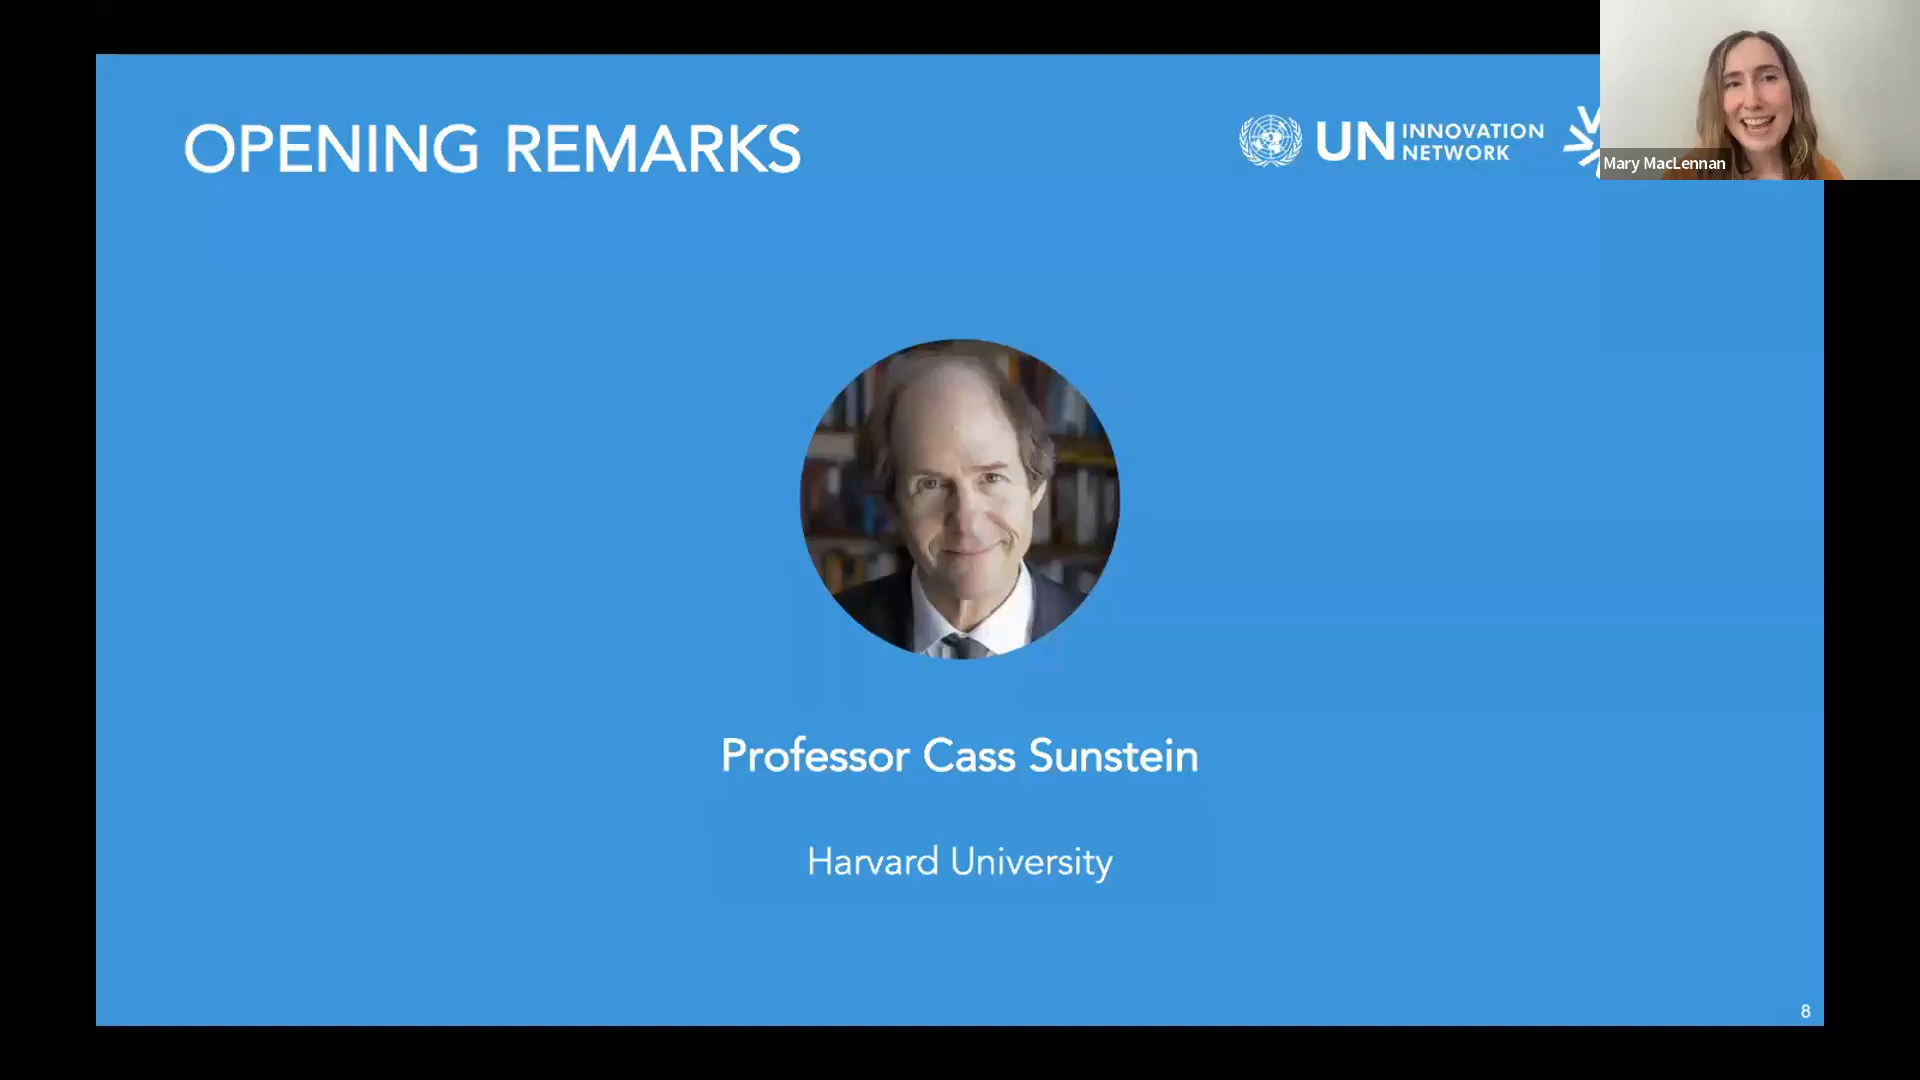 OPENING REMARKS
UN INNOVATION
NETWORK
Mary MacLennan
Professor Cass Sunstein
Harvard University
8